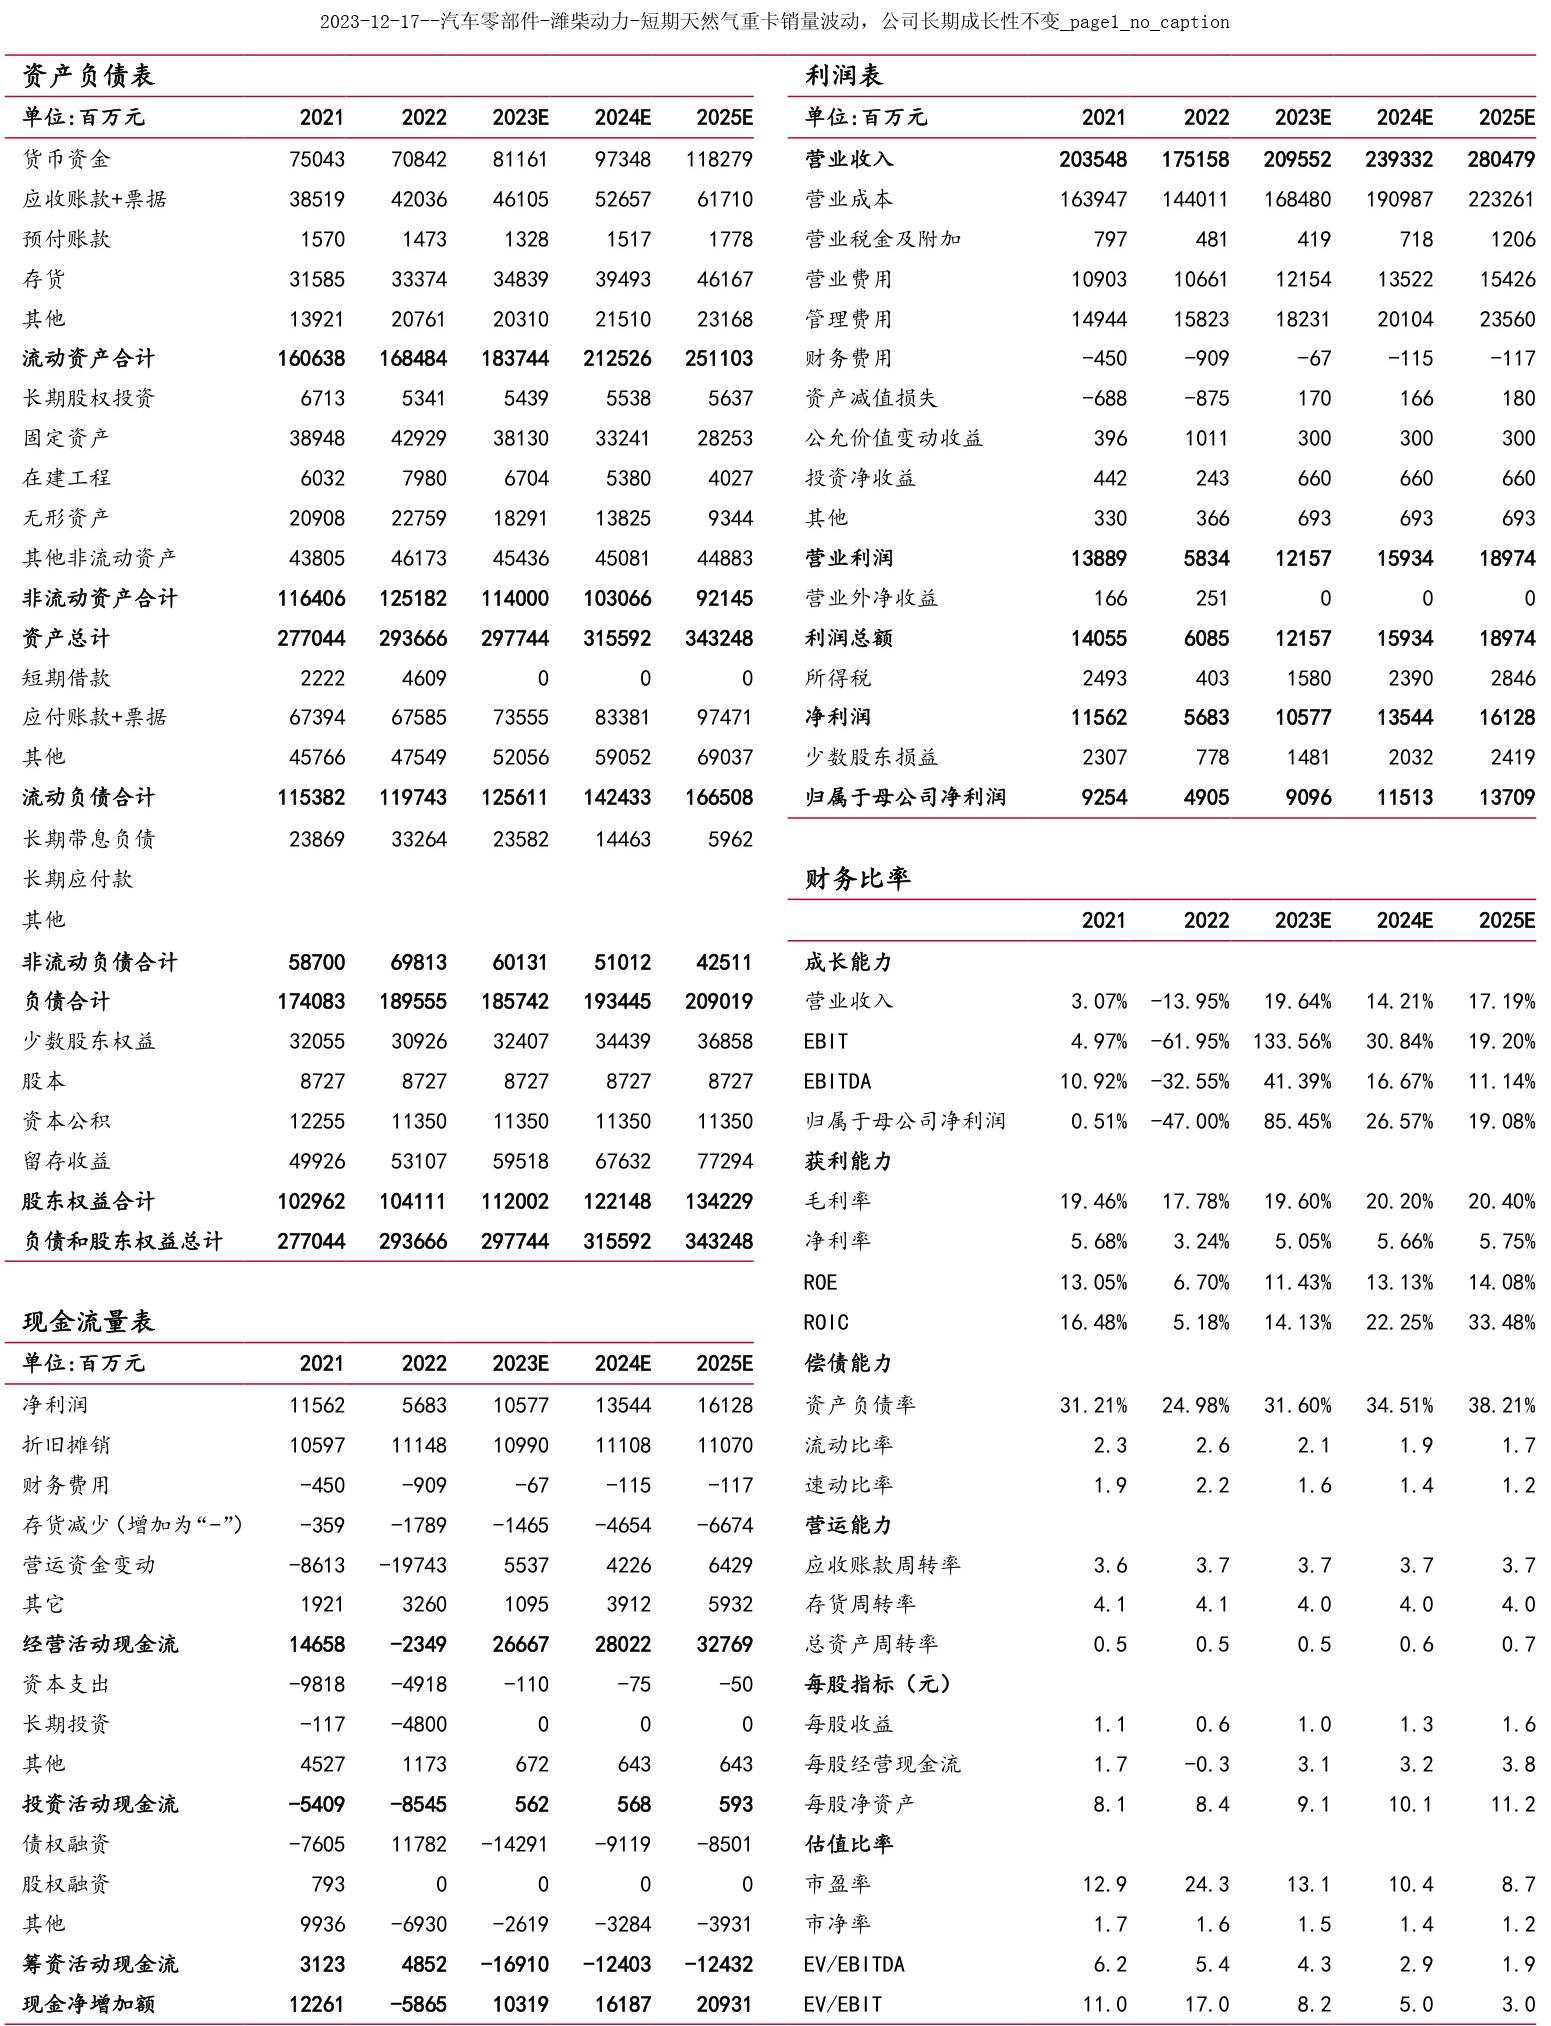 2023-12-17--汽车零部件-潍柴动力-短期天然气重卡销量波动，公司长期成长性不变_page1_no_caption
资产负债表
单位:百万元 2021 2022 2023E 2024E 2025E
货币资金 75043 70842 81161 97348 118279
应收账款+票据 38519 42036 46105 52657 61710
预付账款 1570 1473 1328 1517 1778
存货 31585 33374 34839 39493 46167
其他 13921 20761 20310 21510 23168
流动资产合计 160638 168484 183744 212526 251103
长期股权投资 6713 5341 5439 5538 5637
固定资产 38948 42929 38130 33241 28253
在建工程 6032 7980 6704 5380 4027
无形资产 20908 22759 18291 13825 9344
其他非流动资产 43805 46173 45436 45081 44883
非流动资产合计 116406 125182 114000 103066 92145
资产总计 277044 293666 297744 315592 343248
短期借款 2222 4609 0 0 0
应付账款+票据 67394 67585 73555 83381 97471
其他 45766 47549 52056 59052 69037
流动负债合计 115382 119743 125611 142433 166508
长期带息负债 23869 33264 23582 14463 5962
长期应付款
其他
非流动负债合计 58700 69813 60131 51012 42511
负债合计 174083 189555 185742 193445 209019
少数股东权益 32055 30926 32407 34439 36858
股本 8727 8727 8727 8727 8727
资本公积 12255 11350 11350 11350 11350
留存收益 49926 53107 59518 67632 77294
股东权益合计 102962 104111 112002 122148 134229
负债和股东权益总计 277044 293666 297744 315592 343248
现金流量表
单位:百万元 2021 2022 2023E 2024E 2025E
净利润 11562 5683 10577 13544 16128
折旧摊销 10597 11148 10990 11108 11070
财务费用 -450 -909 -67 -115 -117
存货减少(增加为“-”) -359 -1789 -1465 -4654 -6674
营运资金变动 -8613 -19743 5537 4226 6429
其它 1921 3260 1095 3912 5932
经营活动现金流 14658 -2349 26667 28022 32769
资本支出 -9818 -4918 -110 -75 -50
长期投资 -117 -4800 0 0 0
其他 4527 1173 672 643 643
投资活动现金流 -5409 -8545 562 568 593
债权融资 -7605 11782 -14291 -9119 -8501
股权融资 793 0 0 0 0
其他 9936 -6930 -2619 -3284 -3931
筹资活动现金流 3123 4852 -16910 -12403 -12432
现金净增加额 12261 -5865 10319 16187 20931
利润表
单位:百万元 2021 2022 2023E 2024E 2025E
营业收入 203548 175158 209552 239332 280479
营业成本 163947 144011 168480 190987 223261
营业税金及附加 797 481 419 718 1206
营业费用 10903 10661 12154 13522 15426
管理费用 14944 15823 18231 20104 23560
财务费用 -450 -909 -67 -115 -117
资产减值损失 -688 -875 170 166 180
公允价值变动收益 396 1011 300 300 300
投资净收益 442 243 660 660 660
其他 330 366 693 693 693
营业利润 13889 5834 12157 15934 18974
营业外净收益 166 251 0 0 0
利润总额 14055 6085 12157 15934 18974
所得税 2493 403 1580 2390 2846
净利润 11562 5683 10577 13544 16128
少数股东损益 2307 778 1481 2032 2419
归属于母公司净利润 9254 4905 9096 11513 13709
财务比率
2021 2022 2023E 2024E 2025E
成长能力
营业收入 3.07% -13.95% 19.64% 14.21% 17.19%
EBIT 4.97% -61.95% 133.56% 30.84% 19.20%
EBITDA 10.92% -32.55% 41.39% 16.67% 11.14%
归属于母公司净利润 0.51% -47.00% 85.45% 26.57% 19.08%
获利能力
毛利率 19.46% 17.78% 19.60% 20.20% 20.40%
净利率 5.68% 3.24% 5.05% 5.66% 5.75%
ROE 13.05% 6.70% 11.43% 13.13% 14.08%
ROIC 16.48% 5.18% 14.13% 22.25% 33.48%
偿债能力
资产负债率 31.21% 24.98% 31.60% 34.51% 38.21%
流动比率 2.3 2.6 2.1 1.9 1.7
速动比率 1.9 2.2 1.6 1.4 1.2
营运能力
应收账款周转率 3.6 3.7 3.7 3.7 3.7
存货周转率 4.1 4.1 4.0 4.0 4.0
总资产周转率 0.5 0.5 0.5 0.6 0.7
每股指标（元）
每股收益 1.1 0.6 1.0 1.3 1.6
每股经营现金流 1.7 -0.3 3.1 3.2 3.8
每股净资产 8.1 8.4 9.1 10.1 11.2
估值比率
市盈率 12.9 24.3 13.1 10.4 8.7
市净率 1.7 1.6 1.5 1.4 1.2
EV/EBITDA 6.2 5.4 4.3 2.9 1.9
EV/EBIT 11.0 17.0 8.2 5.0 3.0